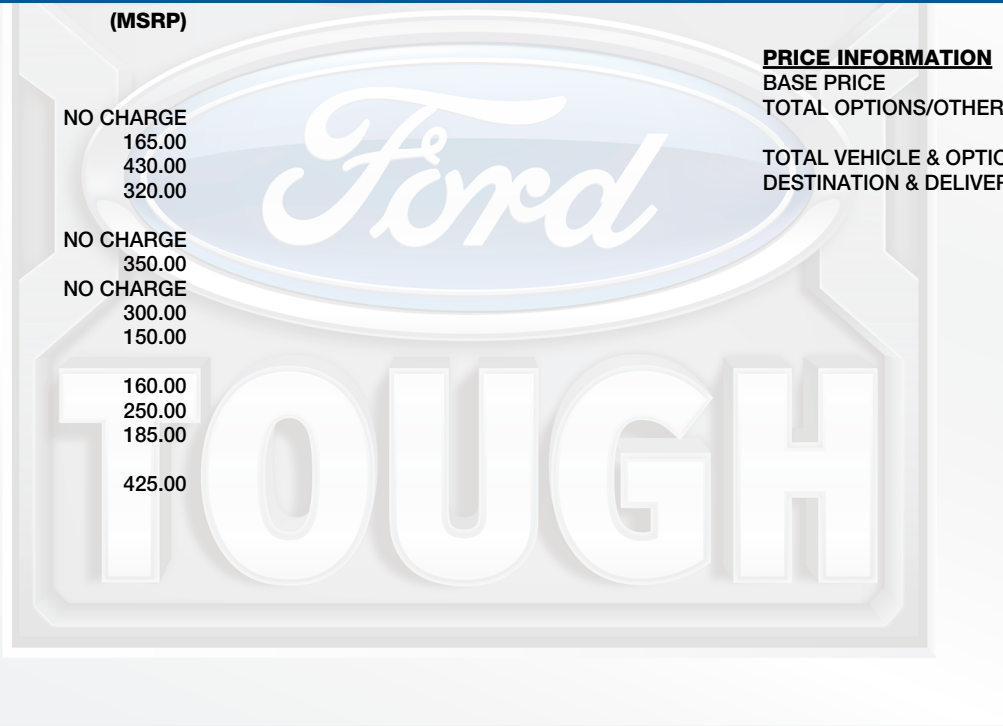 (MSRP)
NO CHARGE
165.00
430.00
320.00
NO CHARGE
350.00
NO CHARGE
300.00
150.00
160.00
250.00
185.00
425.00
PRICE INFORMATION
BASE PRICE
TOTAL OPTIONS/OTHER
TOTAL VEHICLE & OPTIO
DESTINATION & DELIVER
Ford
TOUGH